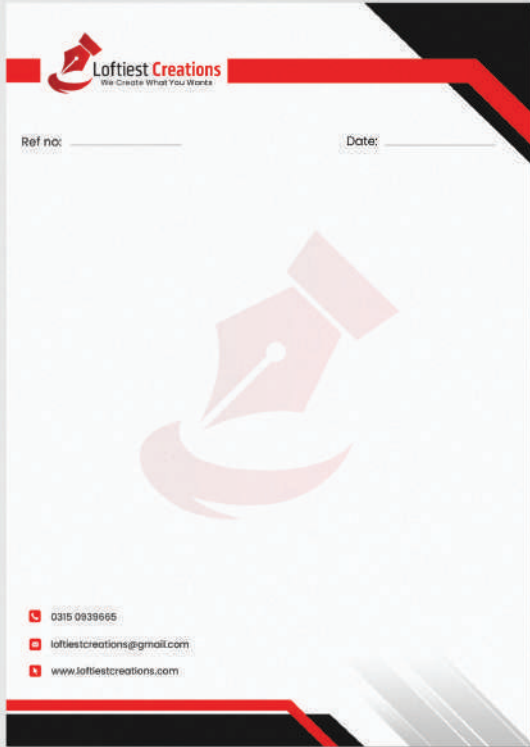 Loftiest Creations
We Create What You Wants
Ref no:
Date:
0315 0939665
loftiestcreations@gmail.com
www.loftiestcreations.com